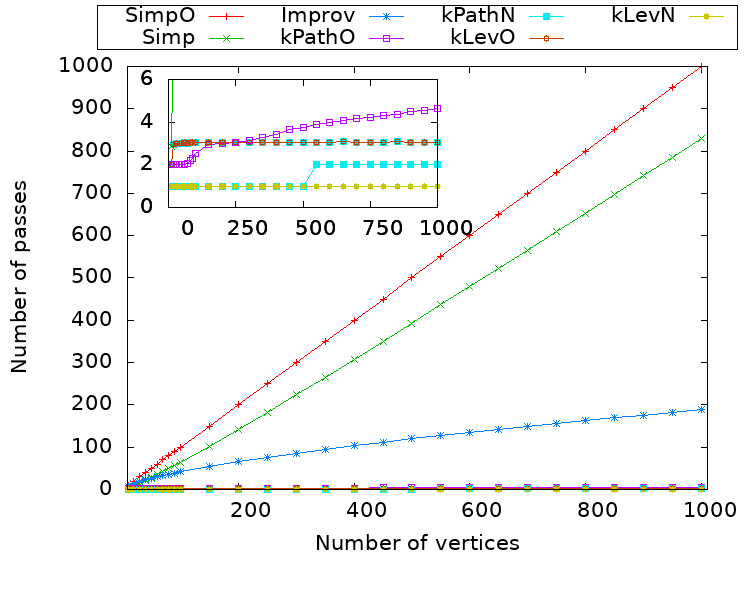 SimpO Improv kPathN kLevN
Simp kPathO kLevO
1000
900
800
700
600
500
400
300
200
100
0
6
4
2
0
0 250 500 750 1000
200 400 600 800 1000
Number of passes
Number of vertices